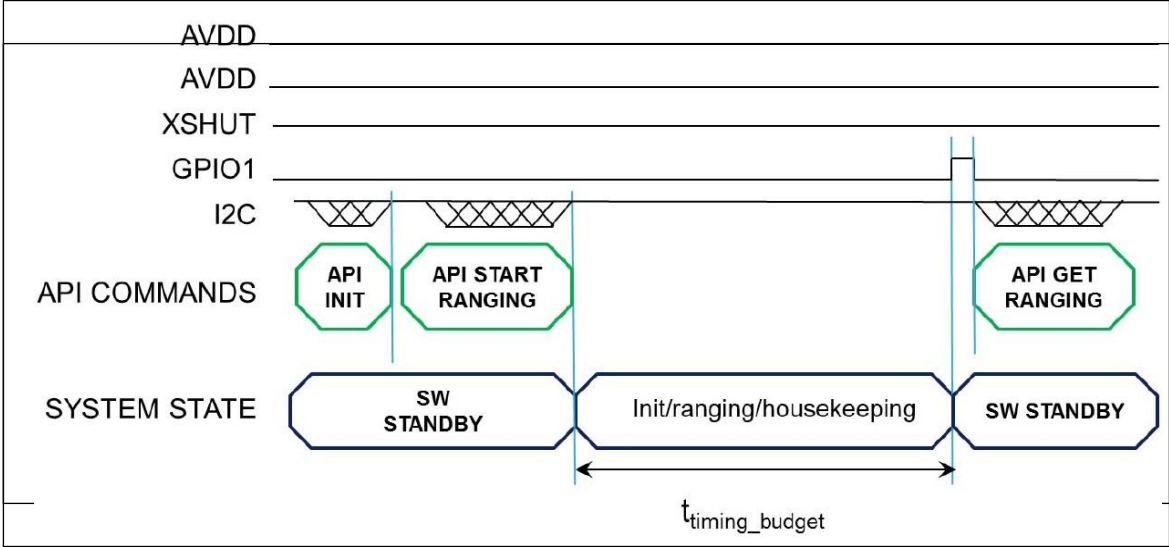 AVDD
AVDD
XSHUT
GPIO1
I2C
API COMMANDS
API
INIT
API START
RANGING
API GET
RANGING
SYSTEM STATE
SW
STANDBY
Init/ranging/housekeeping
SW STANDBY
ttiming_budget